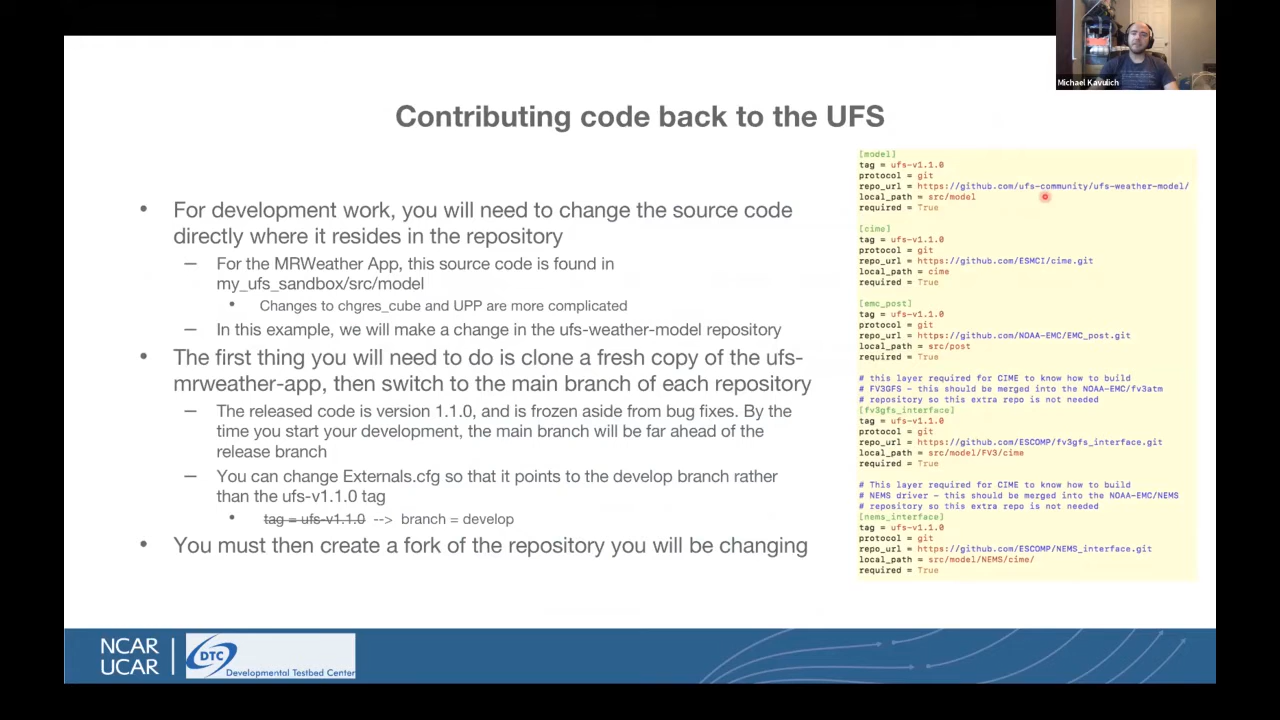 Michael Kavulich
Contributing code back to the UFS
• For development work, you will need to change the source code
directly where it resides in the repository
– For the MRWeather App, this source code is found in
my_ufs_sandbox/src/model
• Changes to chgres_cube and UPP are more complicated
– In this example, we will make a change in the ufs-weather-model repository
• The first thing you will need to do is clone a fresh copy of the ufs-
mrweather-app, then switch to the main branch of each repository
– The released code is version 1.1.0, and is frozen aside from bug fixes. By the
time you start your development, the main branch will be far ahead of the
release branch
– You can change Externals.cfg so that it points to the develop branch rather
than the ufs-v1.1.0 tag
• tag = ufs-v1.1.0 --> branch = develop
• You must then create a fork of the repository you will be changing
[model]
tag = ufs-v1.1.0
protocol = git
repo_url = https://github.com/ufs-community/ufs-weather-model/
local_path = src/model
required = True
[cime]
tag = ufs-v1.1.0
protocol = git
repo_url = https://github.com/ESMCI/cime.git
local_path = cime
required = True
[emc_post]
tag = ufs-v1.1.0
protocol = git
repo_url = https://github.com/NOAA-EMC/EMC_post.git
local_path = src/post
required = True
# this layer required for CIME to know how to build
# FV3GFS – this should be merged into the NOAA-EMC/fv3atm
# repository so this extra repo is not needed
[fv3gfs_interface]
tag = ufs-v1.1.0
protocol = git
repo_url = https://github.com/ESCOMP/fv3gfs_interface.git
local_path = src/model/FV3/cime
required = True
# This layer required for CIME to know how to build
# NEMS driver – this should be merged into the NOAA-EMC/NEMS
# repository so this extra repo is not needed
[nems_interface]
tag = ufs-v1.1.0
protocol = git
repo_url = https://github.com/ESCOMP/NEMS_interface.git
local_path = src/model/NEMS/cime/
required = True
NCAR
UCAR
DTC
Developmental Testbed Center